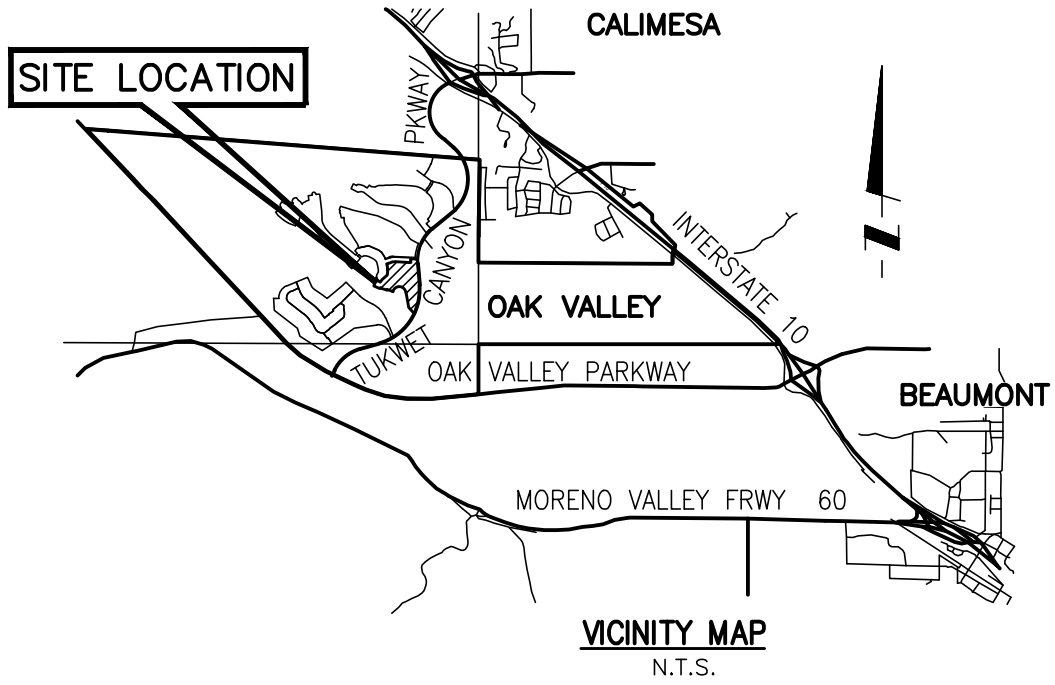 CALIMESA
SITE LOCATION
TUKWET CANYON PKWAY
INTERSTATE 10
OAK VALLEY
OAK VALLEY PARKWAY
BEAUMONT
MORENO VALLEY FRWY 60
VICINITY MAP
N.T.S.